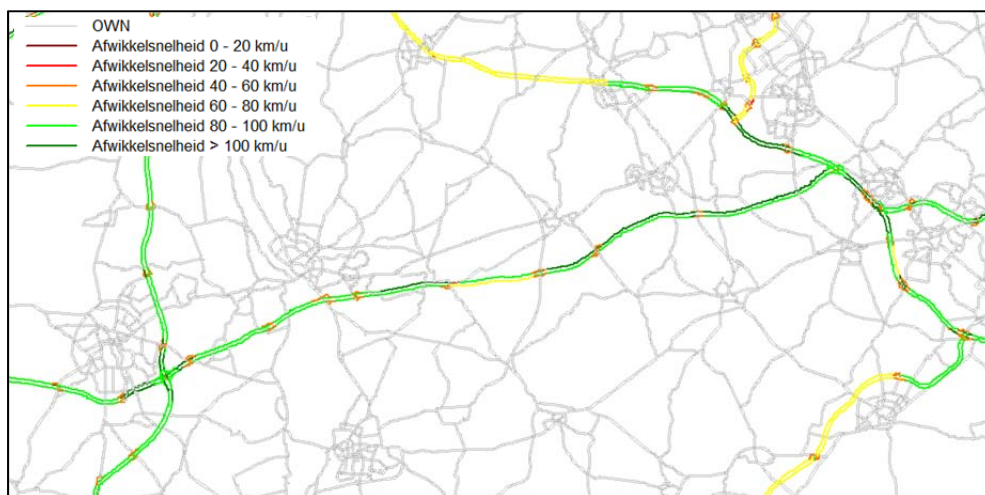 OWN
Afwikkelsnelheid 0 - 20 km/u
Afwikkelsnelheid 20 - 40 km/u
Afwikkelsnelheid 40 - 60 km/u
Afwikkelsnelheid 60 - 80 km/u
Afwikkelsnelheid 80 - 100 km/u
Afwikkelsnelheid > 100 km/u